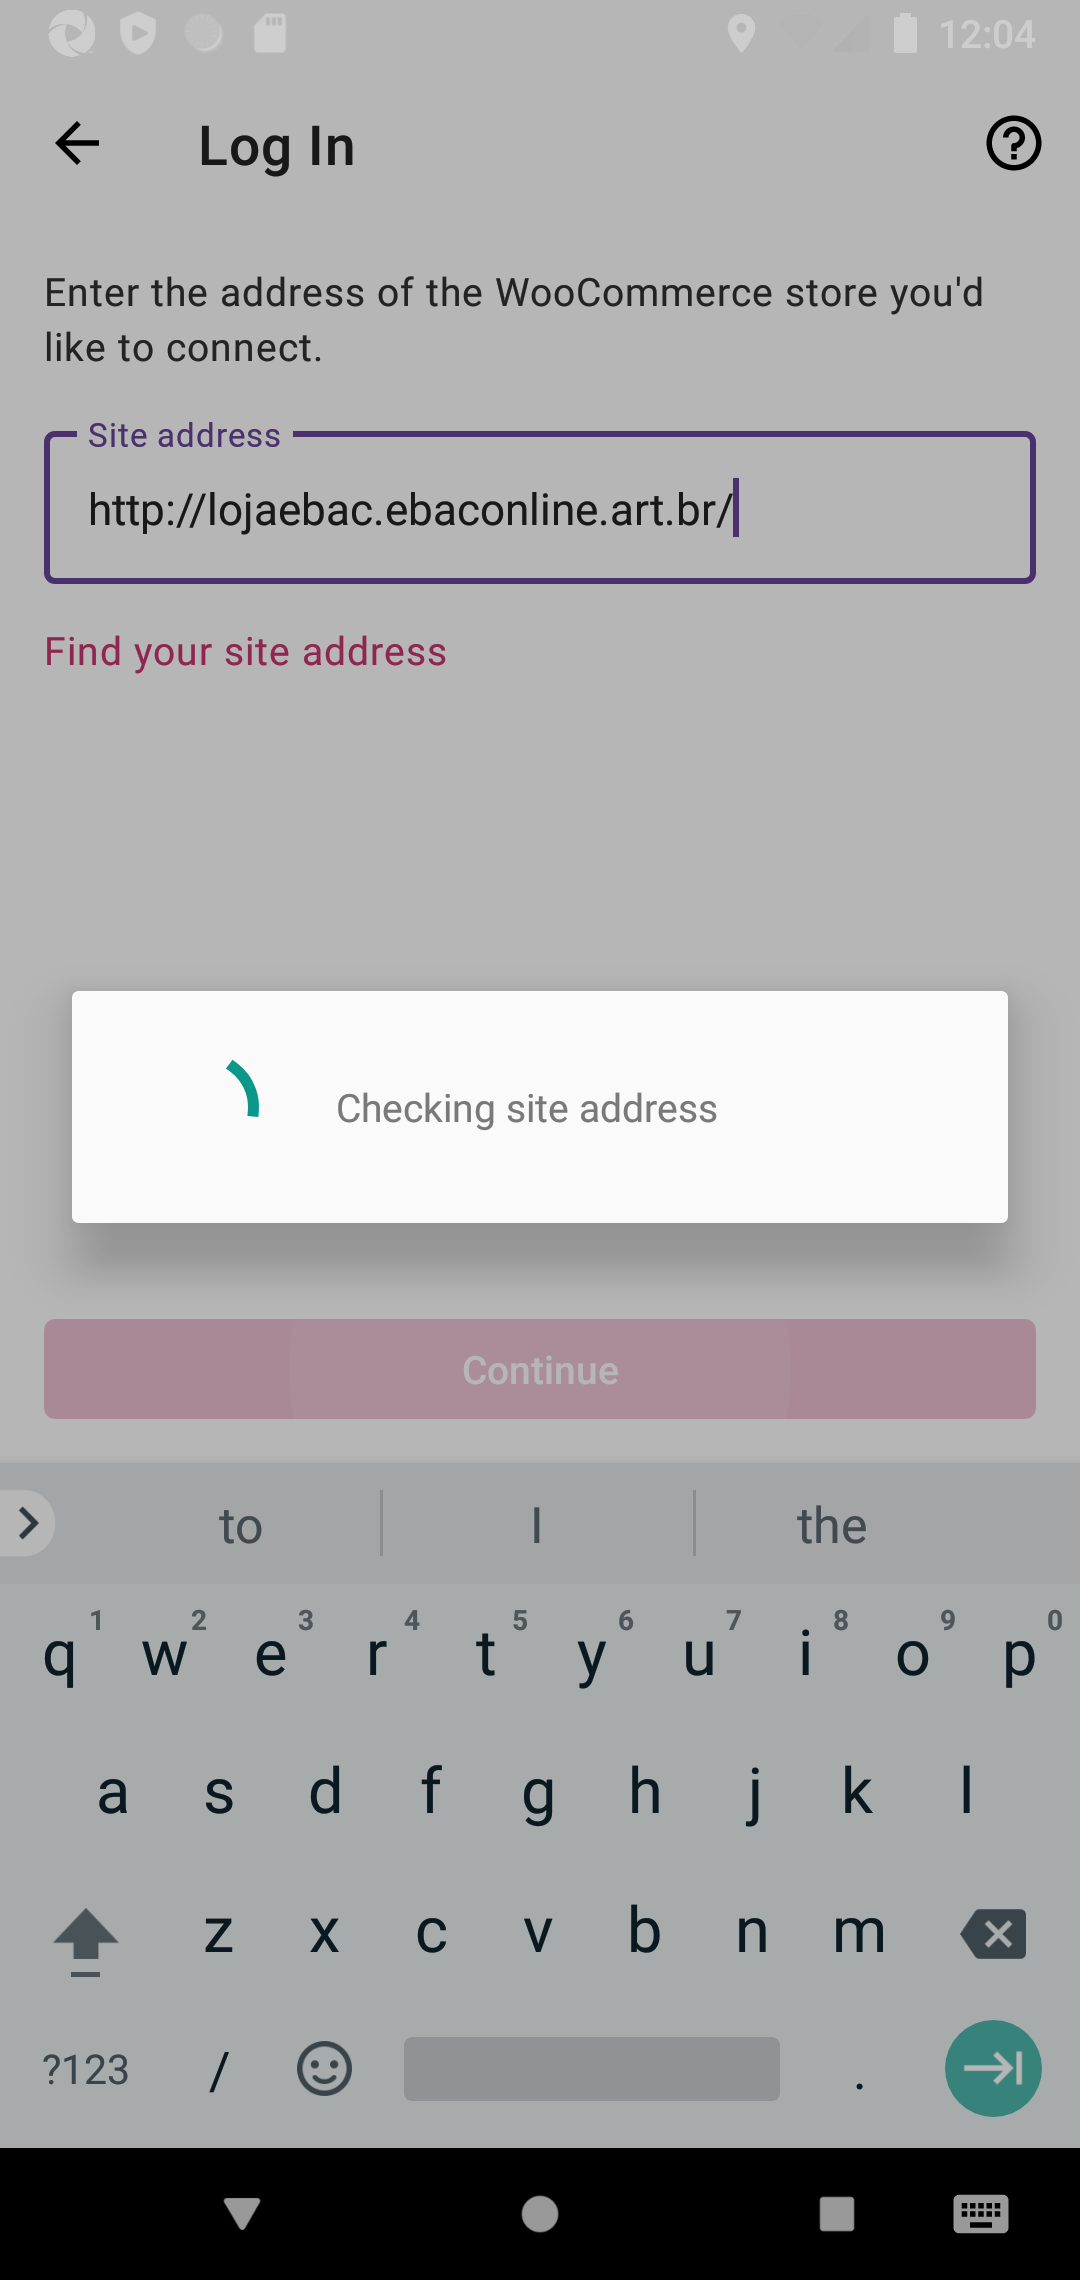 12:04
Log In
Enter the address of the WooCommerce store you'd
like to connect.
Site address
http://lojaebac.ebaconline.art.br/
Find your site address
Checking site address
Continue
to I the
1 2 3 4 5 6 7 8 9 0
q w e r t y u i o p
a s d f g h j k l
z x c v b n m
?123 / .